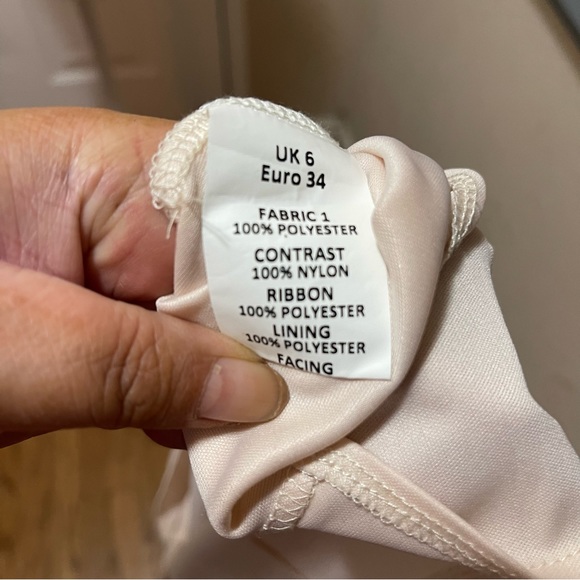 UK 6
Euro 34
FABRIC 1
100% POLYESTER
CONTRAST
100% NYLON
RIBBON
100% POLYESTER
LINING
100% POLYESTER
FACING